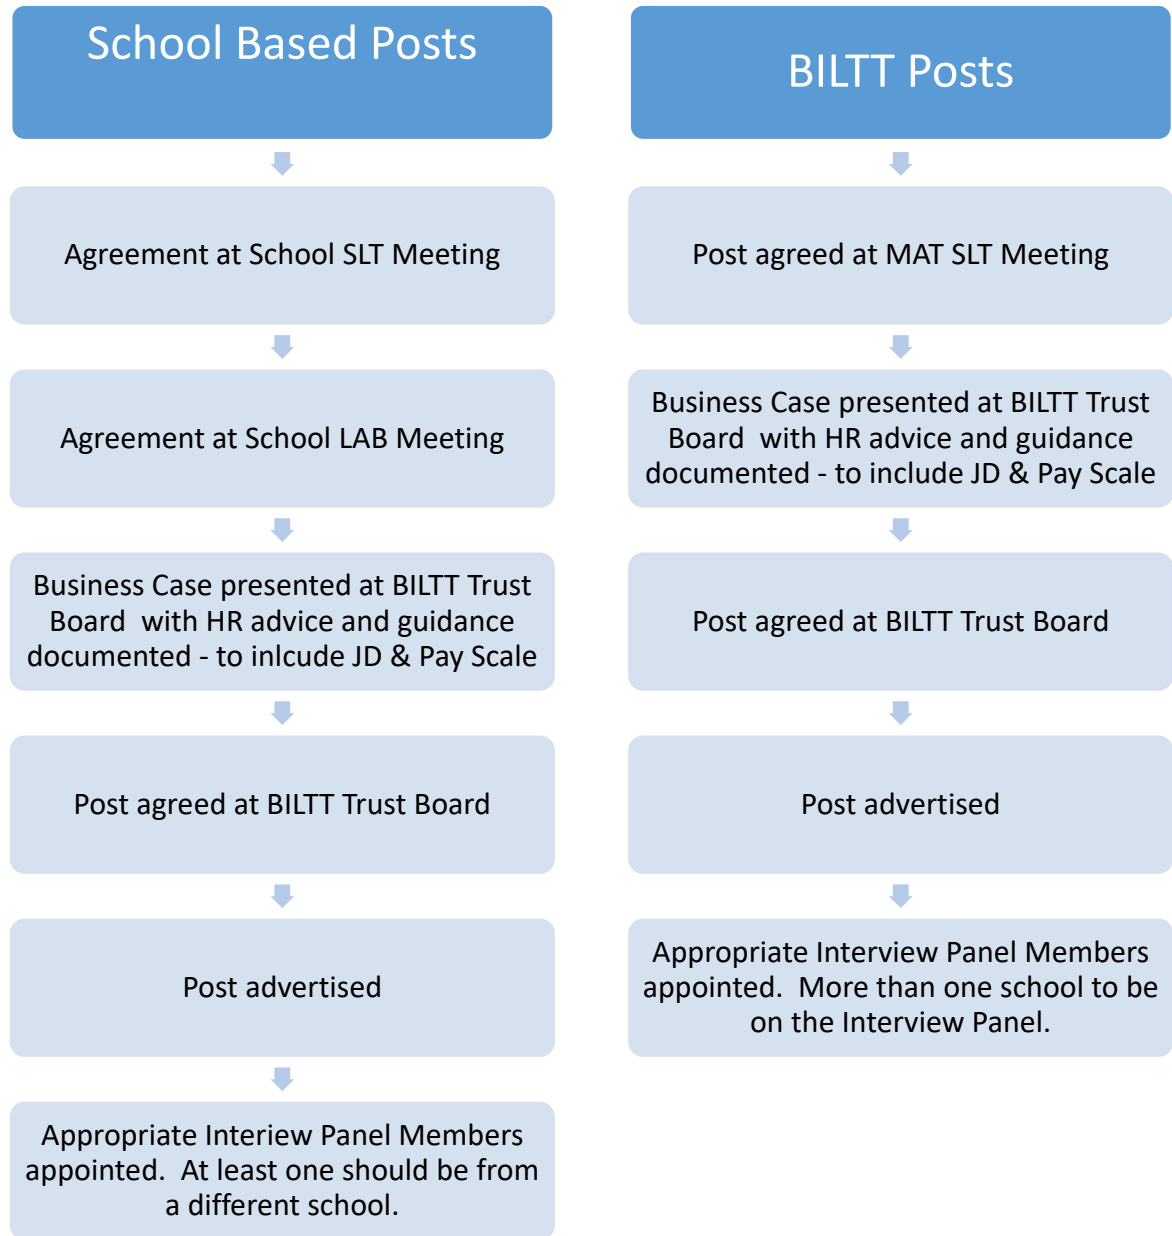 School Based Posts
Agreement at School SLT Meeting
Agreement at School LAB Meeting
Business Case presented at BILTT Trust
Board  with HR advice and guidance
documented - to inlcude JD & Pay Scale
Post agreed at BILTT Trust Board
Post advertised
Appropriate Interiew Panel Members
appointed.  At least one should be from
a different school.
BILTT Posts
Post agreed at MAT SLT Meeting
Business Case presented at BILTT Trust
Board  with HR advice and guidance
documented - to include JD & Pay Scale
Post agreed at BILTT Trust Board
Post advertised
Appropriate Interview Panel Members
appointed.  More than one school to be
on the Interview Panel.